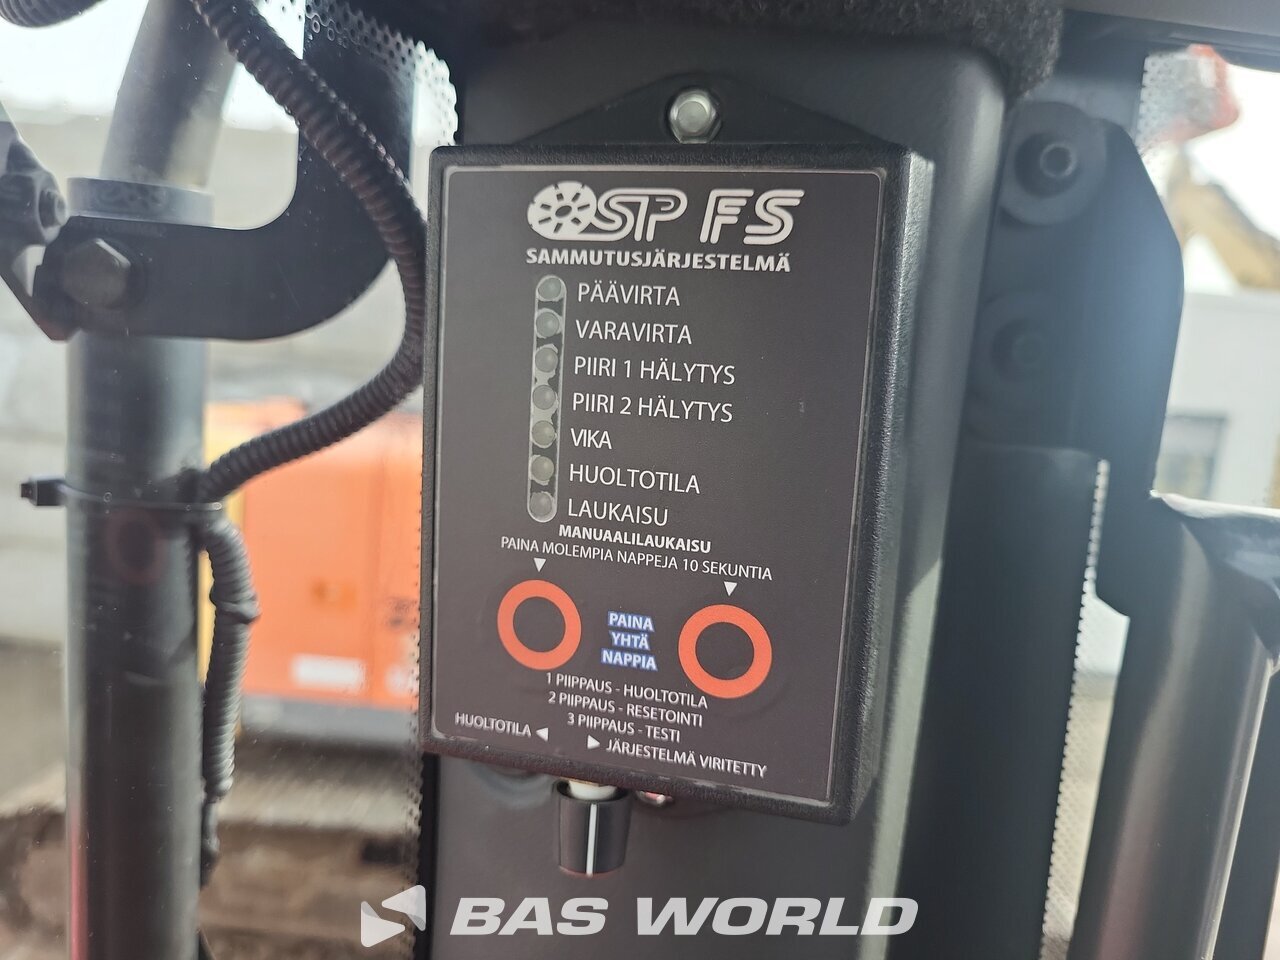 OSP FS
SAMMUTUSJÄRJESTELMÄ
PÄÄVIRTA
VARAVIRTA
PIIRI 1 HÄLYTYS
PIIRI 2 HÄLYTYS
VIKA
HUOLTOTILA
LAUKAISU
MANUAALILAUKAISU
PAINA MOLEMPIA NAPPEJA 10 SEKUNTIA
PAINA
YHTÄ
NAPPIA
1 PIIPPAUS - HUOLTOTILA
2 PIIPPAUS - RESETOINTI
3 PIIPPAUS - TESTI
HUOLTOTILA ◀
▶ JÄRJESTELMÄ VIRITETTY
BAS WORLD